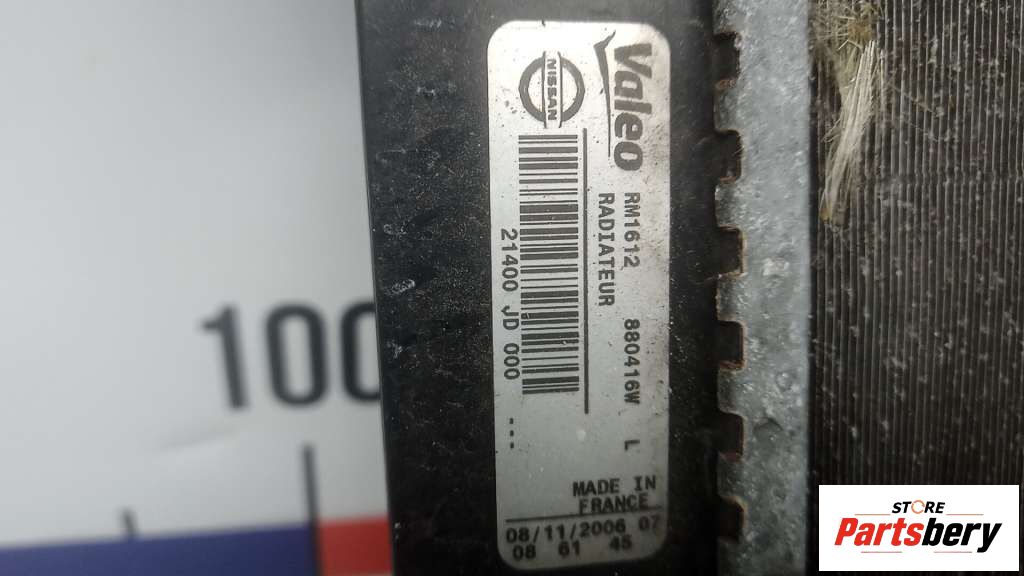 Valeo
RM1612 880416W L
RADIATEUR
NISSAN
21400 JD 000 ---
MADE IN
FRANCE
08/11/2006 07
08 61 45
100
STORE
Partsbery